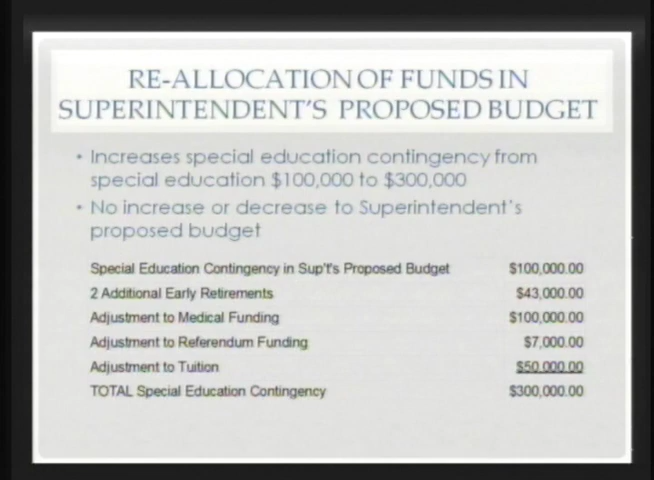 RE-ALLOCATION OF FUNDS IN
SUPERINTENDENT'S PROPOSED BUDGET
• Increases special education contingency from
special education $100,000 to $300,000
• No increase or decrease to Superintendent's
proposed budget
Special Education Contingency in Sup't's Proposed Budget $100,000.00
2 Additional Early Retirements $43,000.00
Adjustment to Medical Funding $100,000.00
Adjustment to Referendum Funding $7,000.00
Adjustment to Tuition $50,000.00
TOTAL Special Education Contingency $300,000.00